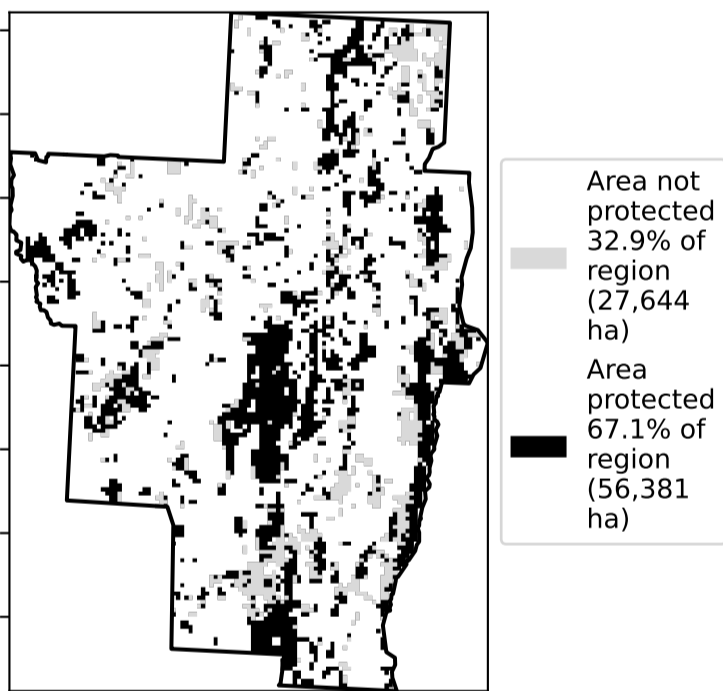 Area not
protected
32.9% of
region
(27,644
ha)
Area
protected
67.1% of
region
(56,381
ha)